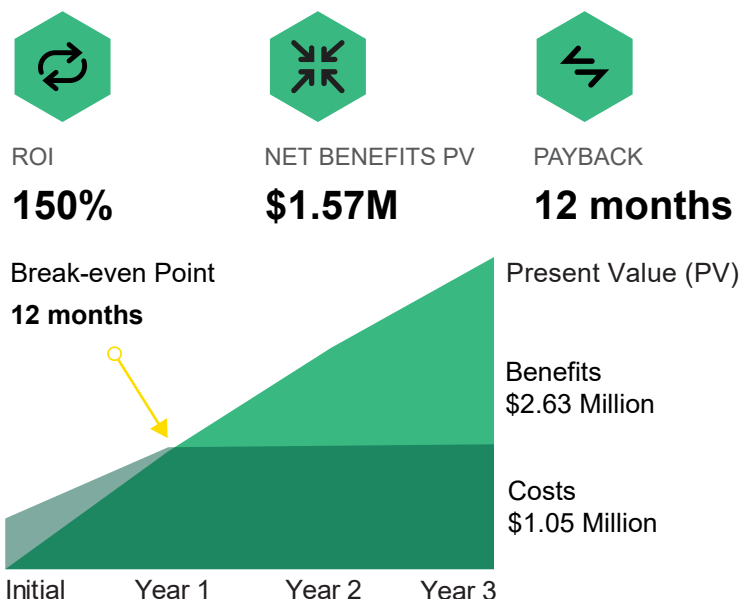 ROI
NET BENEFITS PV
PAYBACK
150%
$1.57M
12 months
Break-even Point
12 months
Present Value (PV)
Benefits
$2.63 Million
Costs
$1.05 Million
Initial
Year 1
Year 2
Year 3